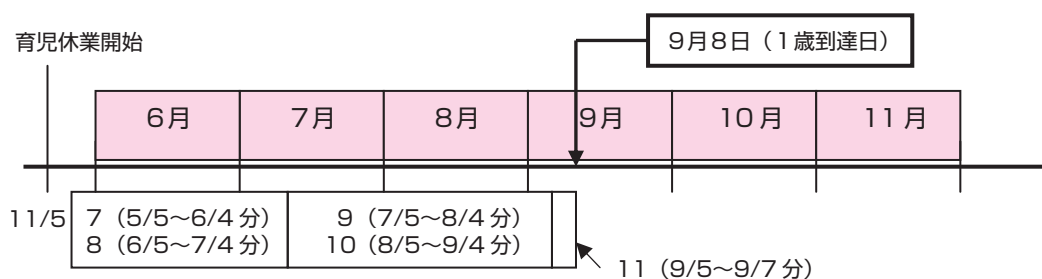 育児休業開始
9月8日（1歳到達日）
6月
7月
8月
9月
10月
11月
11/5
7（5/5～6/4分）
8（6/5～7/4分）
9（7/5～8/4分）
10（8/5～9/4分）
11（9/5～9/7分）